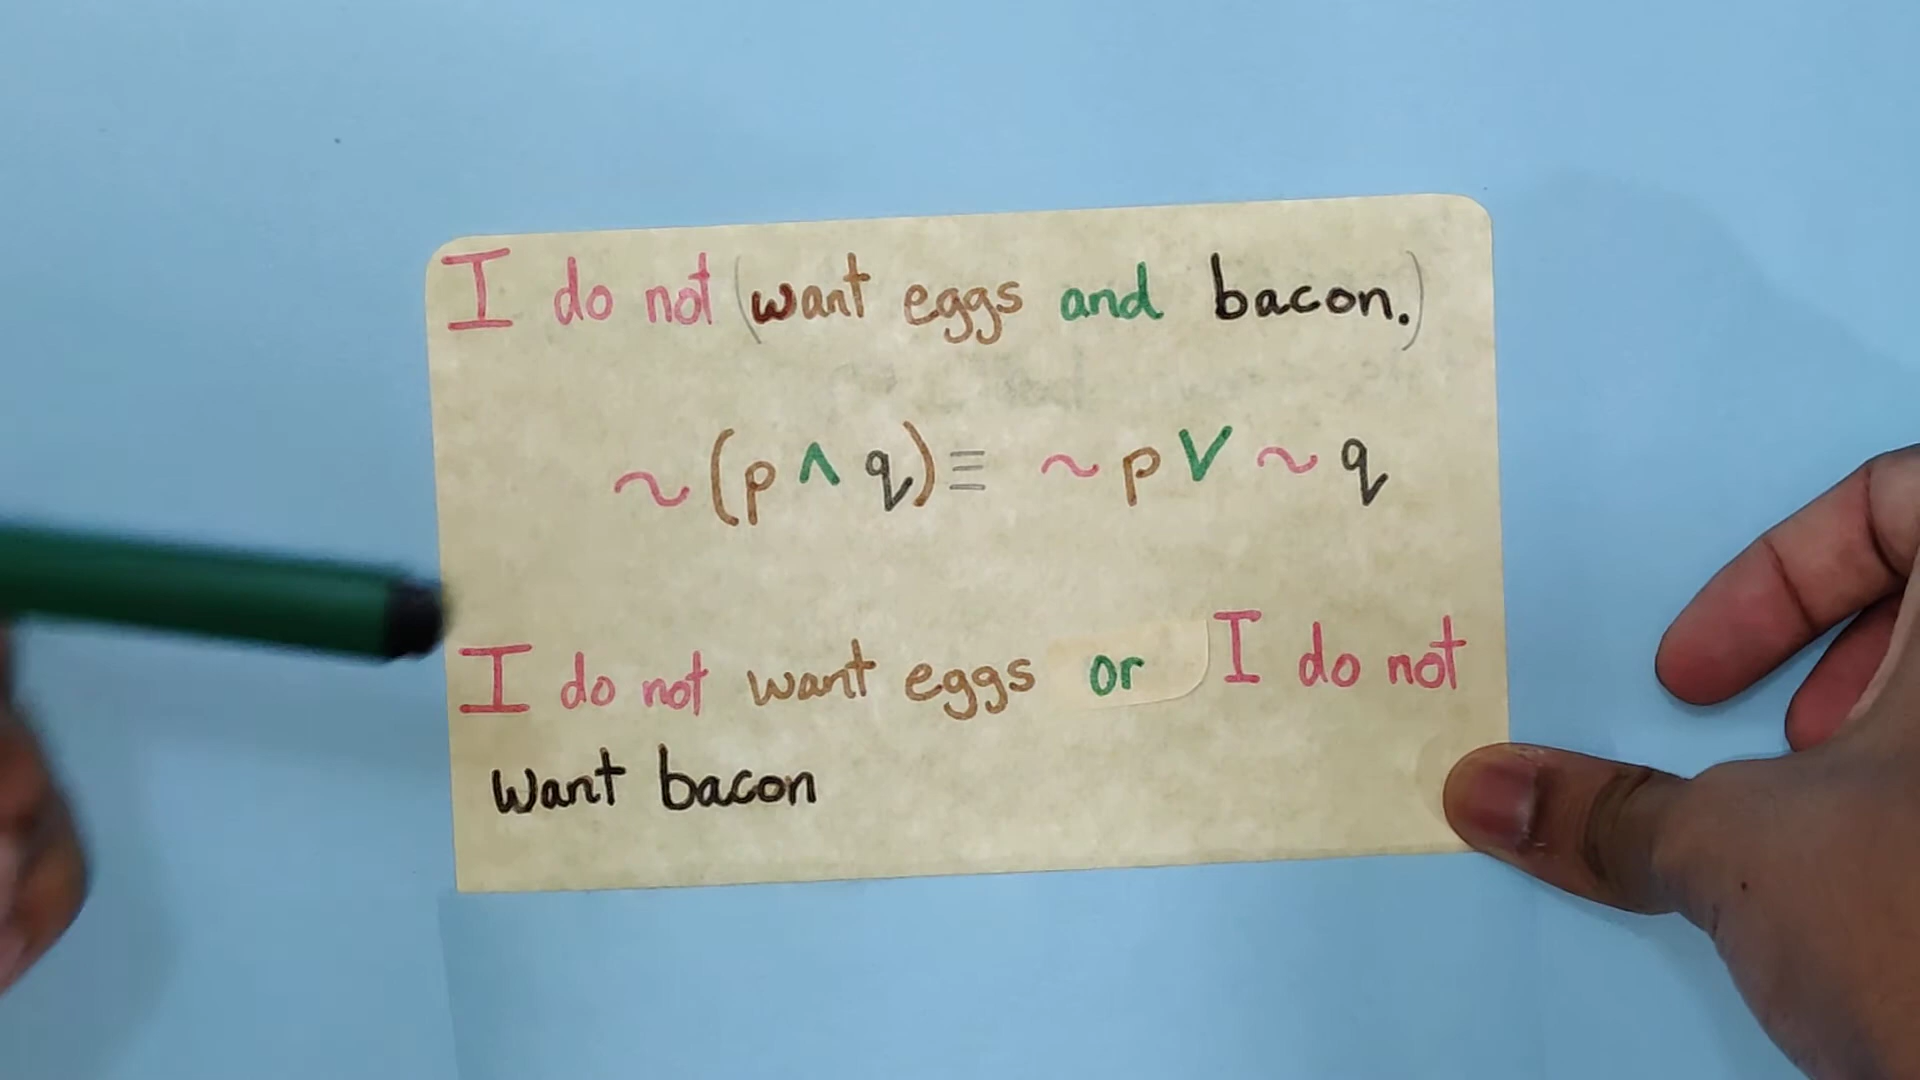 I do not (want eggs and bacon.)
~(p ∧ q) ≡ ~p ∨ ~q
I do not want eggs or I do not
want bacon